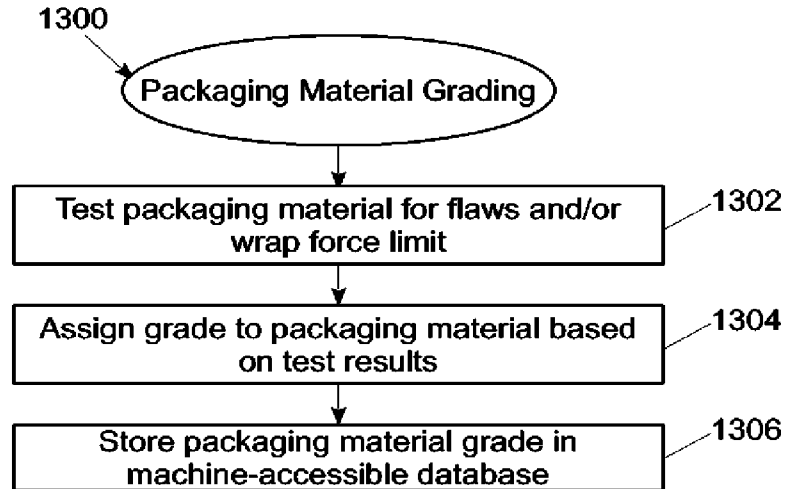 1300
Packaging Material Grading
Test packaging material for flaws and/or
wrap force limit
1302
Assign grade to packaging material based
on test results
1304
Store packaging material grade in
machine-accessible database
1306